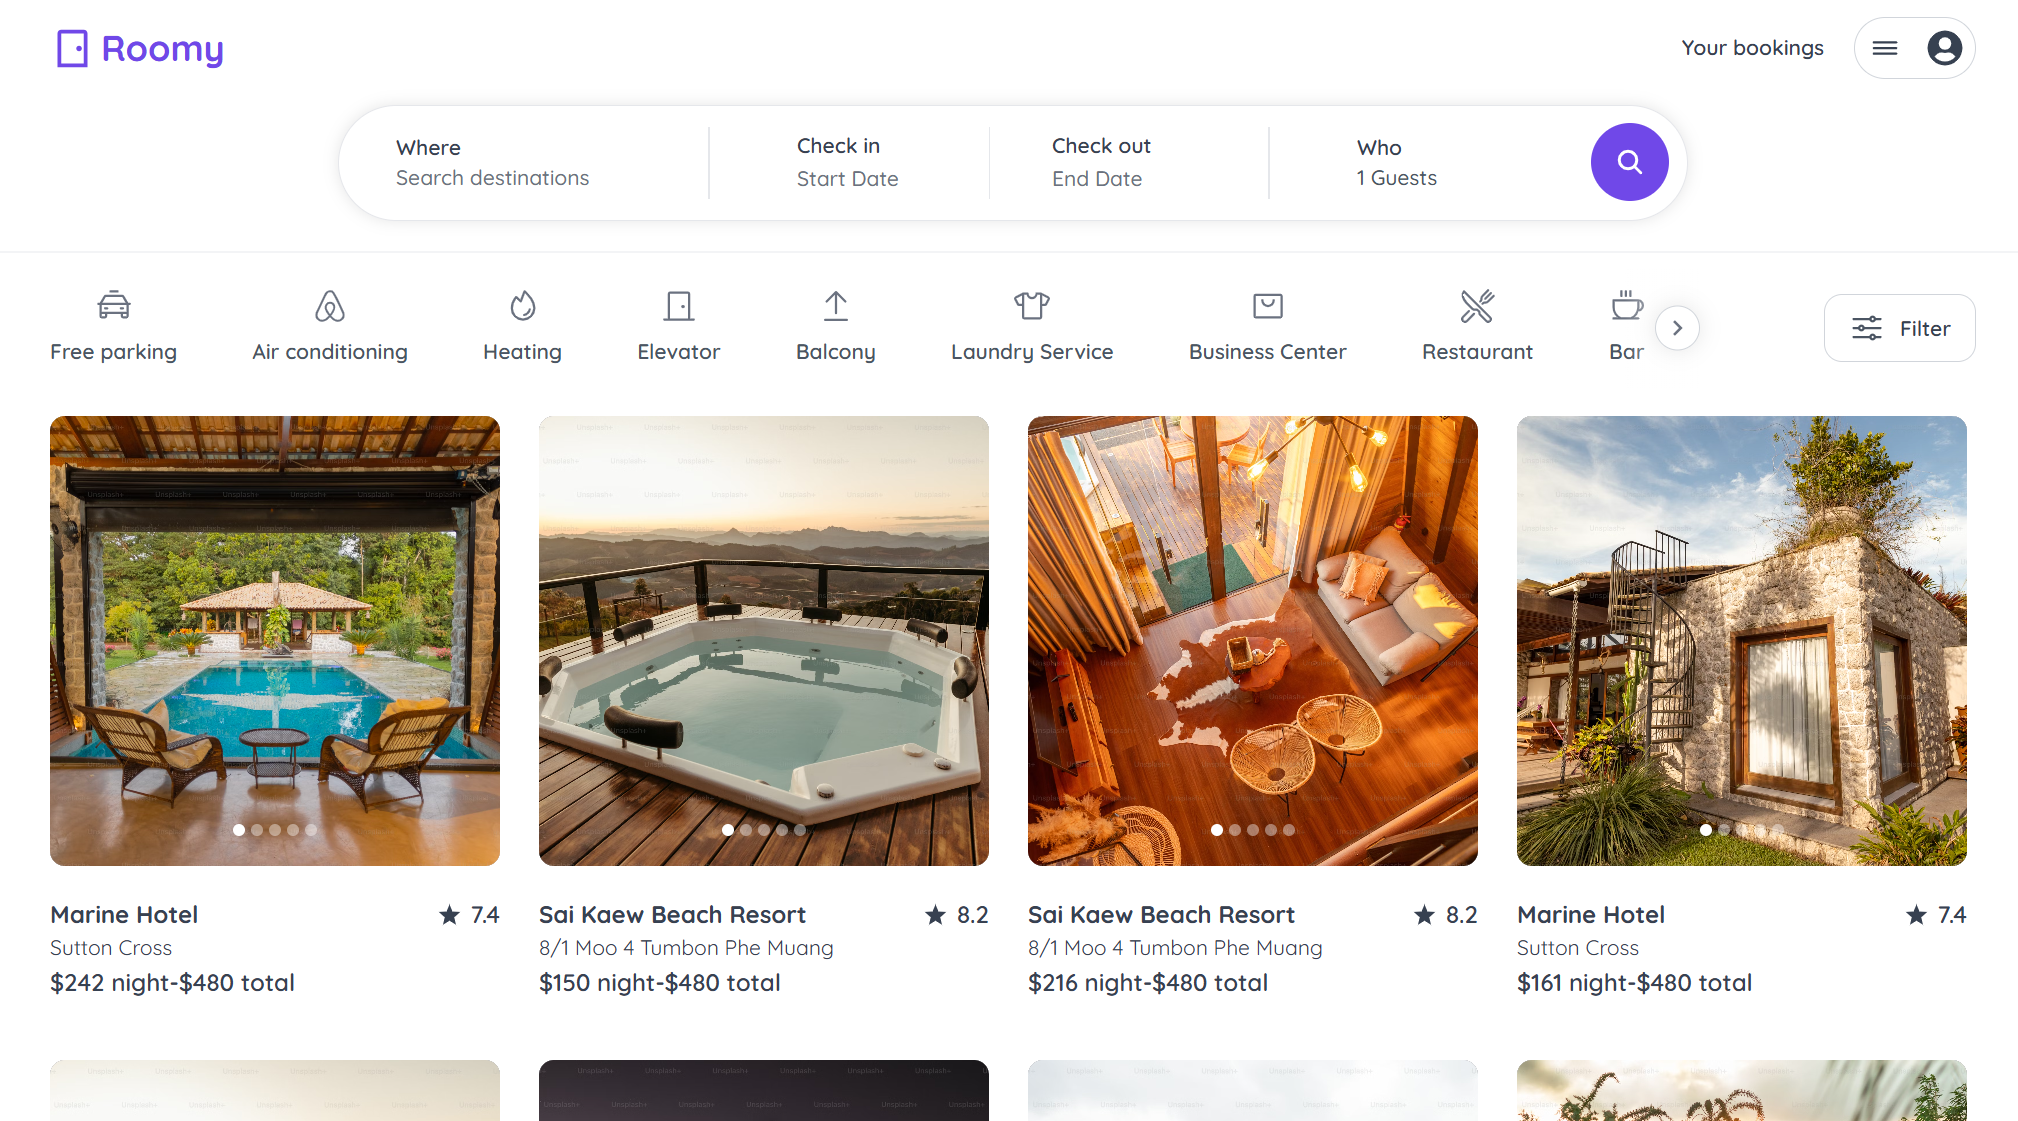 Roomy
Your bookings
Where
Search destinations
Check in
Start Date
Check out
End Date
Who
1 Guests
Free parking
Air conditioning
Heating
Elevator
Balcony
Laundry Service
Business Center
Restaurant
Bar
Filter
Marine Hotel
7.4
Sutton Cross
$242 night-$480 total
Sai Kaew Beach Resort
8.2
8/1 Moo 4 Tumbon Phe Muang
$150 night-$480 total
Sai Kaew Beach Resort
8.2
8/1 Moo 4 Tumbon Phe Muang
$216 night-$480 total
Marine Hotel
7.4
Sutton Cross
$161 night-$480 total